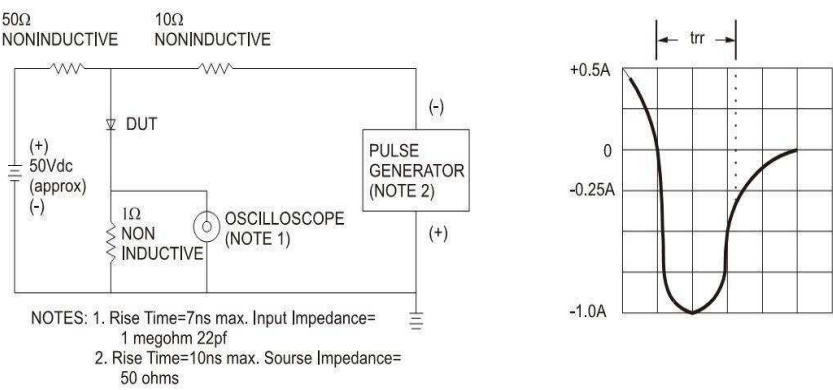 50Ω
NONINDUCTIVE
10Ω
NONINDUCTIVE
DUT
(+)
50Vdc
(approx)
(-)
1Ω
NON
INDUCTIVE
OSCILLOSCOPE
(NOTE 1)
(-)
PULSE
GENERATOR
(NOTE 2)
(+)
NOTES: 1. Rise Time=7ns max. Input Impedance=
1 megohm 22pf
2. Rise Time=10ns max. Sourse Impedance=
50 ohms
trr
+0.5A
0
-0.25A
-1.0A